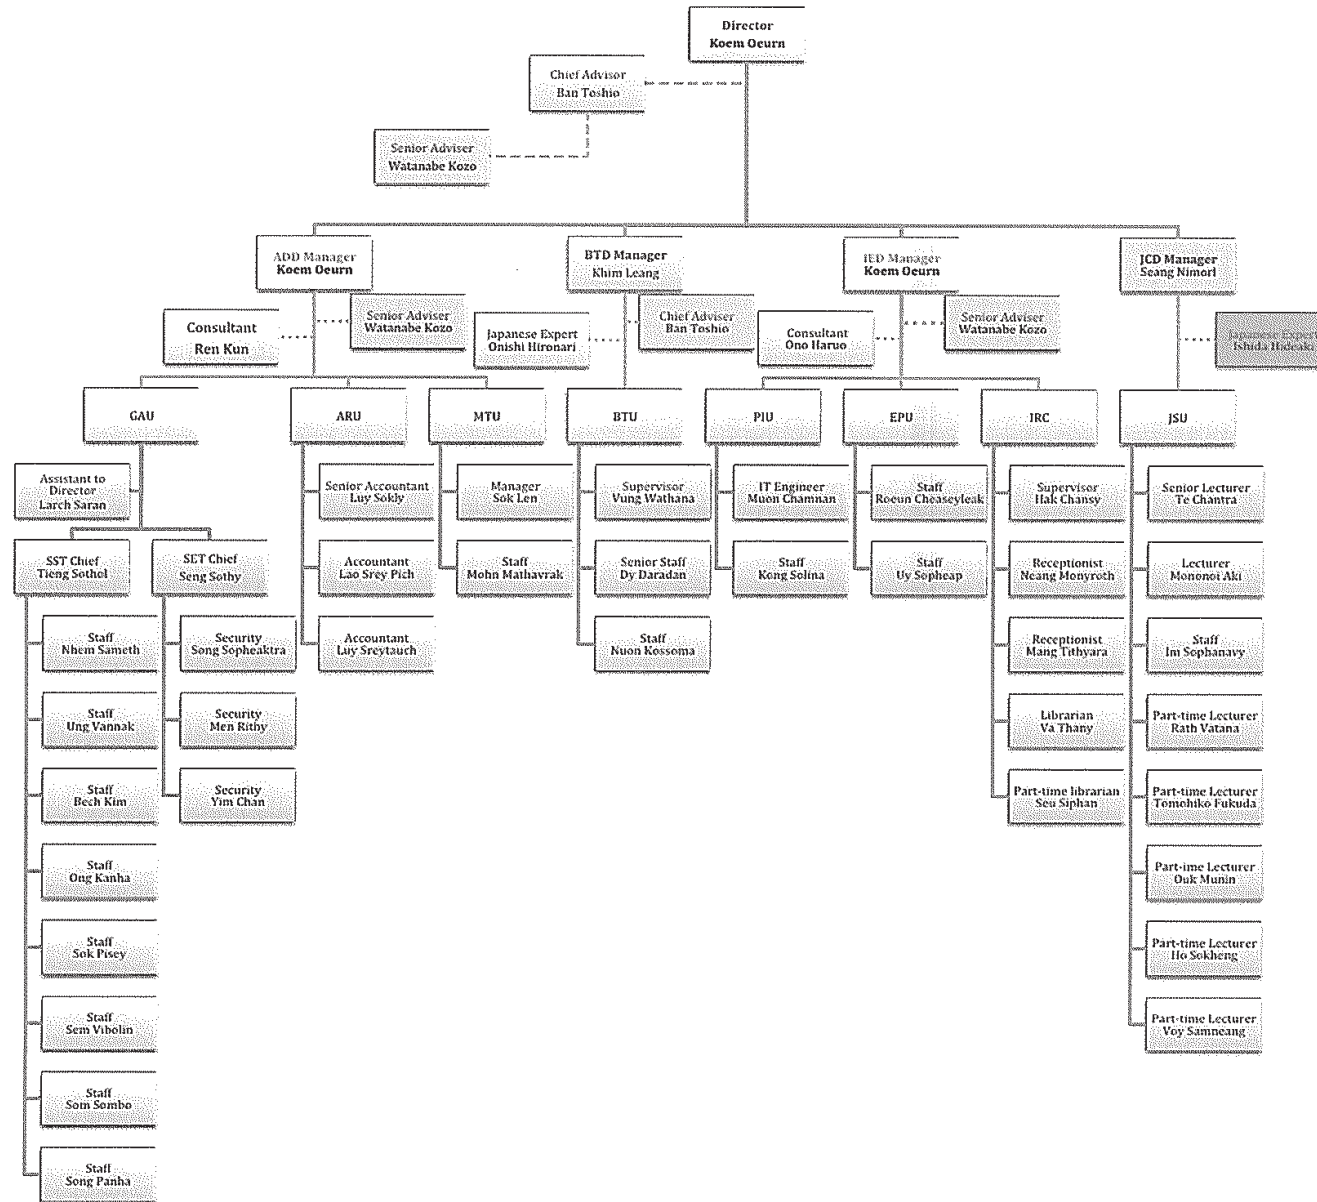 Director
Koem Oeurn
Chief Advisor
Ban Toshio
Senior Adviser
Watanabe Kozo
ADD Manager
Koem Oeurn
BTD Manager
Khim Leang
IED Manager
Koem Oeurn
JCD Manager
Seang Nimorl
Consultant
Ren Kun
Senior Adviser
Watanabe Kozo
Japanese Expert
Onishi Hironari
Chief Adviser
Ban Toshio
Consultant
Ono Haruo
Senior Adviser
Watanabe Kozo
Japanese Expert
Ishida Hideaki
GAU
ARU
MTU
BTU
PIU
EPU
JRC
JSU
Assistant to
Director
Larch Saran
SST Chief
Tieng Sothol
SET Chief
Seng Sothy
Staff
Nhem Sameth
Staff
Ung Vannak
Staff
Bech Kim
Staff
Ong Kanha
Staff
Sok Pisey
Staff
Sem Vibolin
Staff
Som Sombo
Staff
Song Panha
Security
Song Sopheaktra
Security
Men Rithy
Security
Yim Chan
Senior Accountant
Luy Sokly
Accountant
Lao Srey Pich
Accountant
Luy Sreytauch
Manager
Sok Len
Staff
Mohn Mathavrak
Supervisor
Vung Wathana
Senior Staff
Dy Daradan
Staff
Nuon Kossoma
IT Engineer
Muon Chamnan
Staff
Kong Solina
Staff
Roeun Cheaseyleak
Staff
Uy Sopheap
Supervisor
Hak Chansy
Receptionist
Neang Monyroth
Receptionist
Mang Tithyara
Librarian
Va Thany
Part-time librarian
Seu Siphan
Senior Lecturer
Te Chantra
Lecturer
Mononoi Aki
Staff
Im Sophanavy
Part-time Lecturer
Rath Vatana
Part-time Lecturer
Tomohiko Fukuda
Part-ime Lecturer
Ouk Munin
Part-time Lecturer
Ho Sokheng
Part-time Lecturer
Voy Samneang